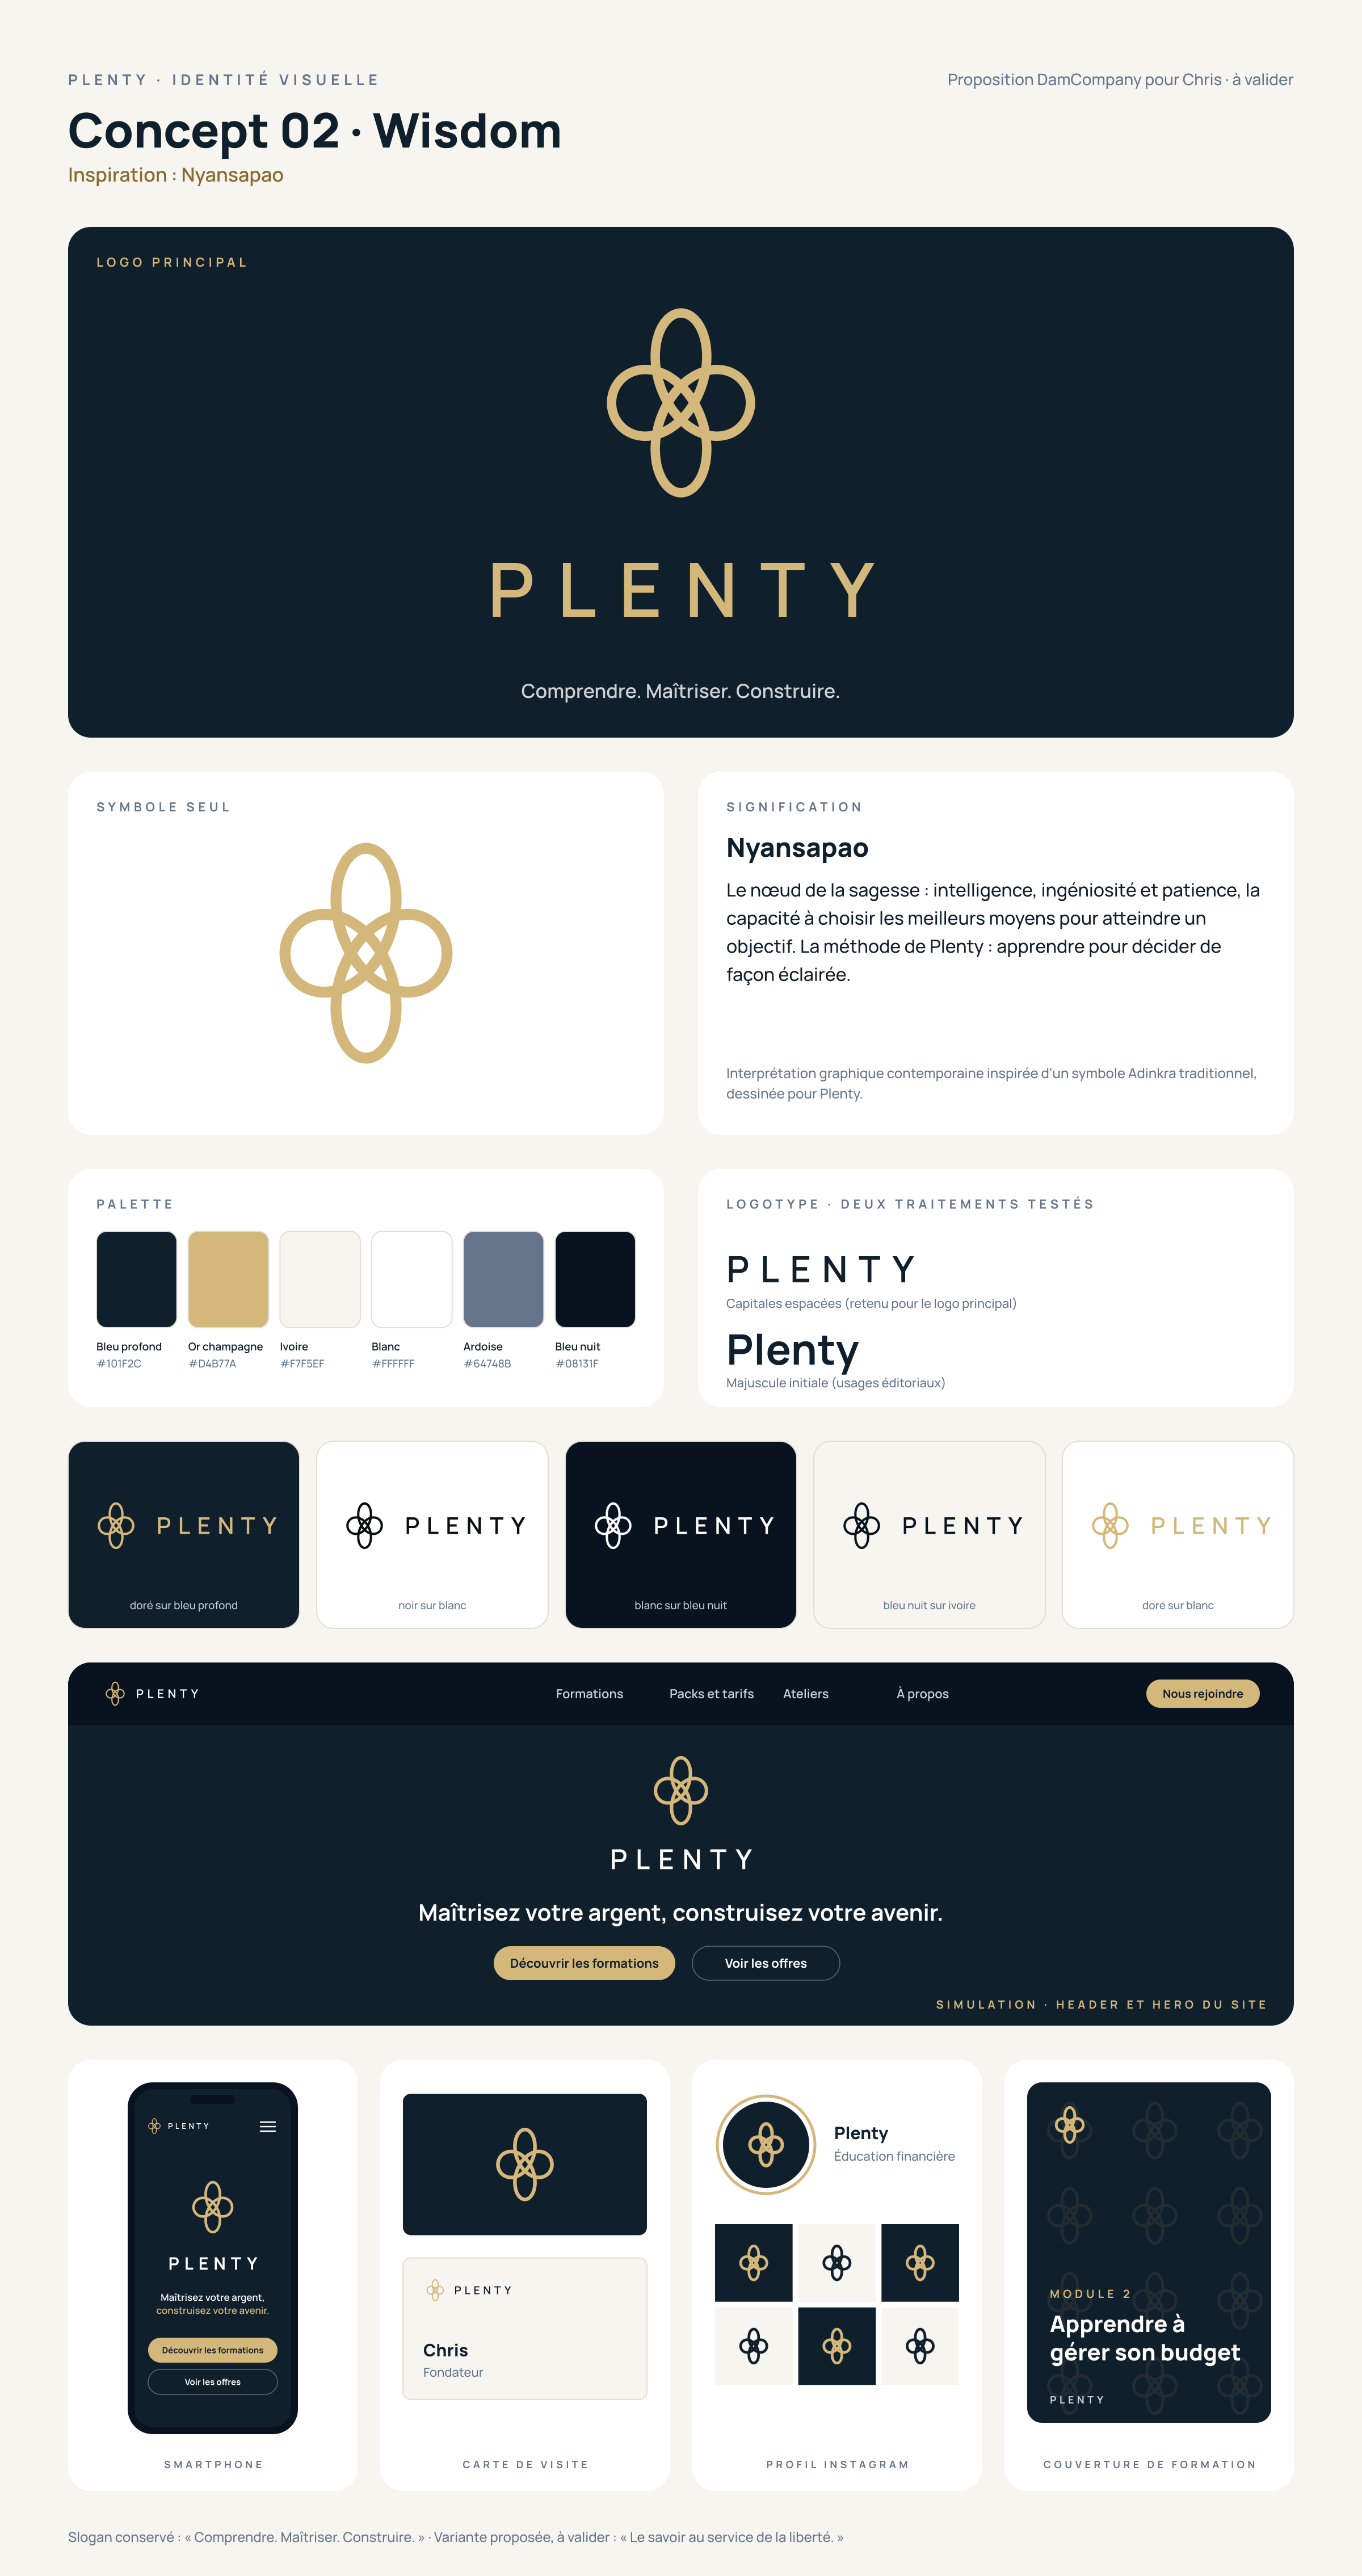 PLENTY · IDENTITÉ VISUELLE
Proposition DamCompany pour Chris · à valider
Concept 02 · Wisdom
Inspiration : Nyansapao
LOGO PRINCIPAL
PLENTY
Comprendre. Maîtriser. Construire.
SYMBOLE SEUL
SIGNIFICATION
Nyansapao
Le nœud de la sagesse : intelligence, ingéniosité et patience, la
capacité à choisir les meilleurs moyens pour atteindre un
objectif. La méthode de Plenty : apprendre pour décider de
façon éclairée.
Interprétation graphique contemporaine inspirée d'un symbole Adinkra traditionnel,
dessinée pour Plenty.
PALETTE
Bleu profond
#101F2C
Or champagne
#D4B77A
Ivoire
#F7F5EF
Blanc
#FFFFFF
Ardoise
#64748B
Bleu nuit
#08131F
LOGOTYPE · DEUX TRAITEMENTS TESTÉS
PLENTY
Capitales espacées (retenu pour le logo principal)
Plenty
Majuscule initiale (usages éditoriaux)
PLENTY
doré sur bleu profond
PLENTY
noir sur blanc
PLENTY
blanc sur bleu nuit
PLENTY
bleu nuit sur ivoire
PLENTY
doré sur blanc
PLENTY
Formations
Packs et tarifs
Ateliers
À propos
Nous rejoindre
PLENTY
Maîtrisez votre argent, construisez votre avenir.
Découvrir les formations
Voir les offres
SIMULATION · HEADER ET HERO DU SITE
PLENTY
PLENTY
Maîtrisez votre argent,
construisez votre avenir.
Découvrir les formations
Voir les offres
SMARTPHONE
PLENTY
Chris
Fondateur
CARTE DE VISITE
Plenty
Éducation financière
PROFIL INSTAGRAM
MODULE 2
Apprendre à
gérer son budget
PLENTY
COUVERTURE DE FORMATION
Slogan conservé : « Comprendre. Maîtriser. Construire. » · Variante proposée, à valider : « Le savoir au service de la liberté. »